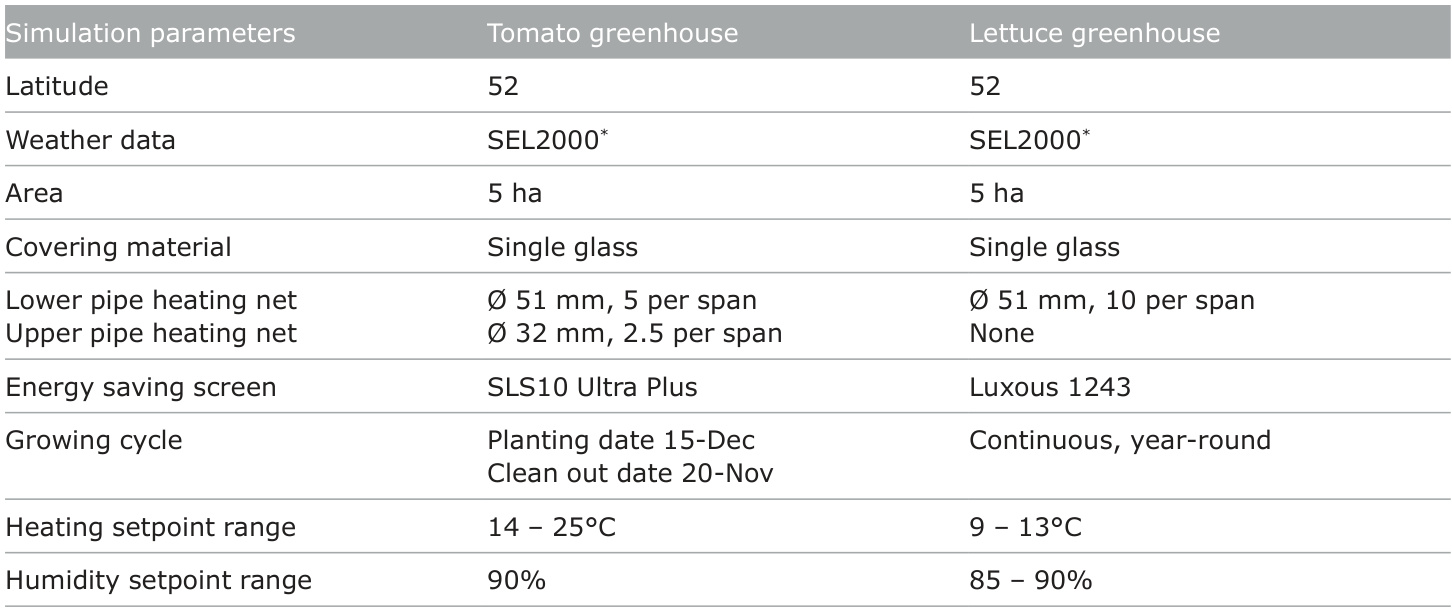 Simulation parameters Tomato greenhouse Lettuce greenhouse
Latitude 52 52
Weather data SEL2000* SEL2000*
Area 5 ha 5 ha
Covering material Single glass Single glass
Lower pipe heating net Ø 51 mm, 5 per span Ø 51 mm, 10 per span
Upper pipe heating net Ø 32 mm, 2.5 per span None
Energy saving screen SLS10 Ultra Plus Luxous 1243
Growing cycle Planting date 15-Dec Continuous, year-round
Clean out date 20-Nov
Heating setpoint range 14 – 25°C 9 – 13°C
Humidity setpoint range 90% 85 – 90%